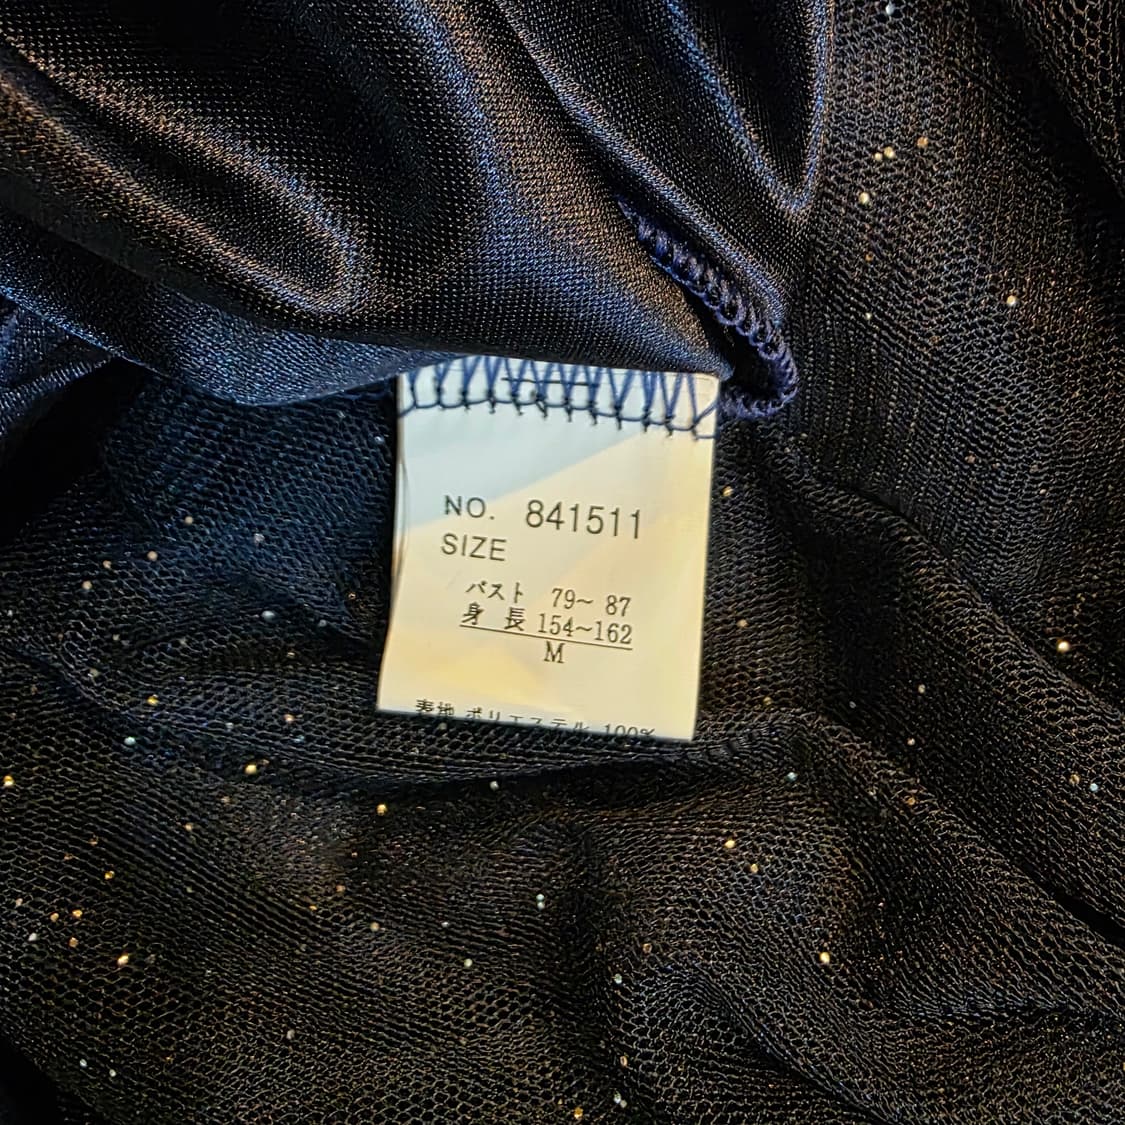 NO. 841511
SIZE
バスト 79~ 87
身 長 154~162
M
表地 ポリエステル 100%